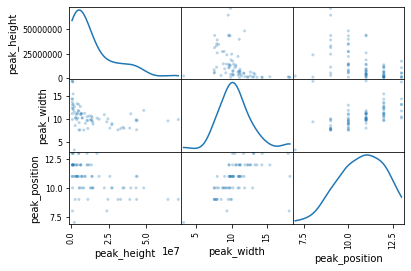 peak_height
50000000
25000000
0
peak_width
15
10
5
peak_position
12.5
10.0
7.5
0.0
2.5
5.0
1e7
5
10
15
7.5
10.0
12.5
peak_height
peak_width
peak_position